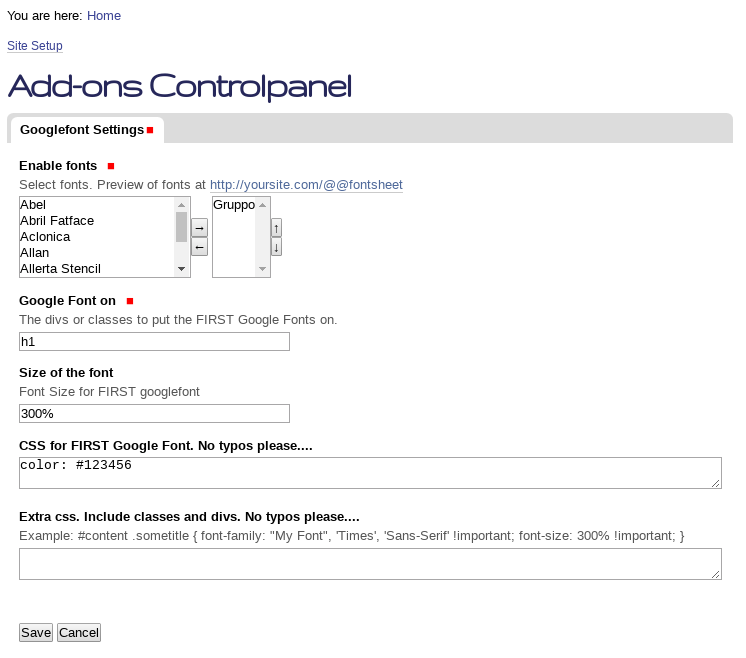 You are here: Home
Site Setup
Add-ons Controlpanel
Googlefont Settings
Enable fonts
Select fonts. Preview of fonts at http://yoursite.com/@@fontsheet
Abel
Abril Fatface
Aclonica
Allan
Allerta Stencil
→
←
Gruppo
↑
↓
Google Font on
The divs or classes to put the FIRST Google Fonts on.
h1
Size of the font
Font Size for FIRST googlefont
300%
CSS for FIRST Google Font. No typos please....
color: #123456
Extra css. Include classes and divs. No typos please....
Example: #content .sometitle { font-family: "My Font", 'Times', 'Sans-Serif' !important; font-size: 300% !important; }
Save Cancel